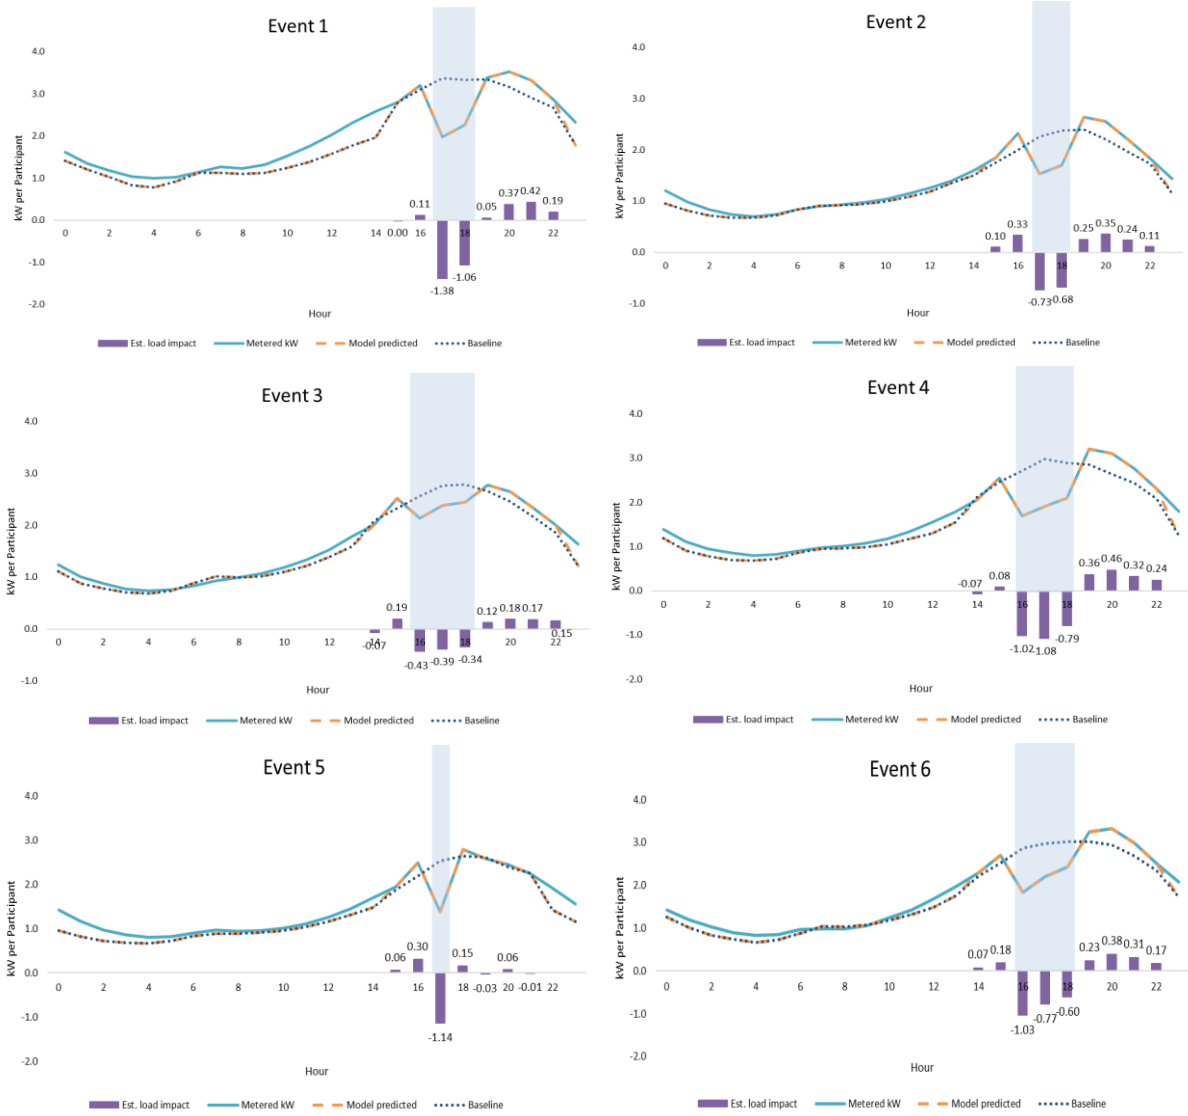 Event 1
4.0
3.0
2.0
1.0
0.0
-1.0
-2.0
kW per Participant
0.11 0.05 0.37 0.42 0.19
0 2 4 6 8 10 12 14 0.00 16 18 20 22
-1.38 -1.06
Hour
Est. load impact Metered kW Model predicted Baseline
Event 2
4.0
3.0
2.0
1.0
0.0
-1.0
kW per Participant
0.10 0.33 0.25 0.35 0.24 0.11
0 2 4 6 8 10 12 14 16 18 20 22
-0.73 -0.68
Hour
Est. load impact Metered kW Model predicted Baseline
Event 3
4.0
3.0
2.0
1.0
0.0
-1.0
kW per Participant
0.19 0.12 0.18 0.17
0 2 4 6 8 10 12 14 16 18 20 22
-0.07 -0.43 -0.39 -0.34 0.15
Hour
Est. load impact Metered kW Model predicted Baseline
Event 4
4.0
3.0
2.0
1.0
0.0
-1.0
-2.0
kW per Participant
-0.07 0.08 0.36 0.46 0.32 0.24
0 2 4 6 8 10 12 14 16 18 20 22
-1.02 -1.08 -0.79
Hour
Est. load impact Metered kW Model predicted Baseline
Event 5
4.0
3.0
2.0
1.0
0.0
-1.0
-2.0
kW per Participant
0.06 0.30 0.15 0.06
0 2 4 6 8 10 12 14 16 18 -0.03 20 -0.01 22
-1.14
Hour
Est. load impact Metered kW Model predicted Baseline
Event 6
4.0
3.0
2.0
1.0
0.0
-1.0
-2.0
kW per Participant
0.07 0.18 0.23 0.38 0.31 0.17
0 2 4 6 8 10 12 14 16 18 20 22
-1.03 -0.77 -0.60
Hour
Est. load impact Metered kW Model predicted Baseline